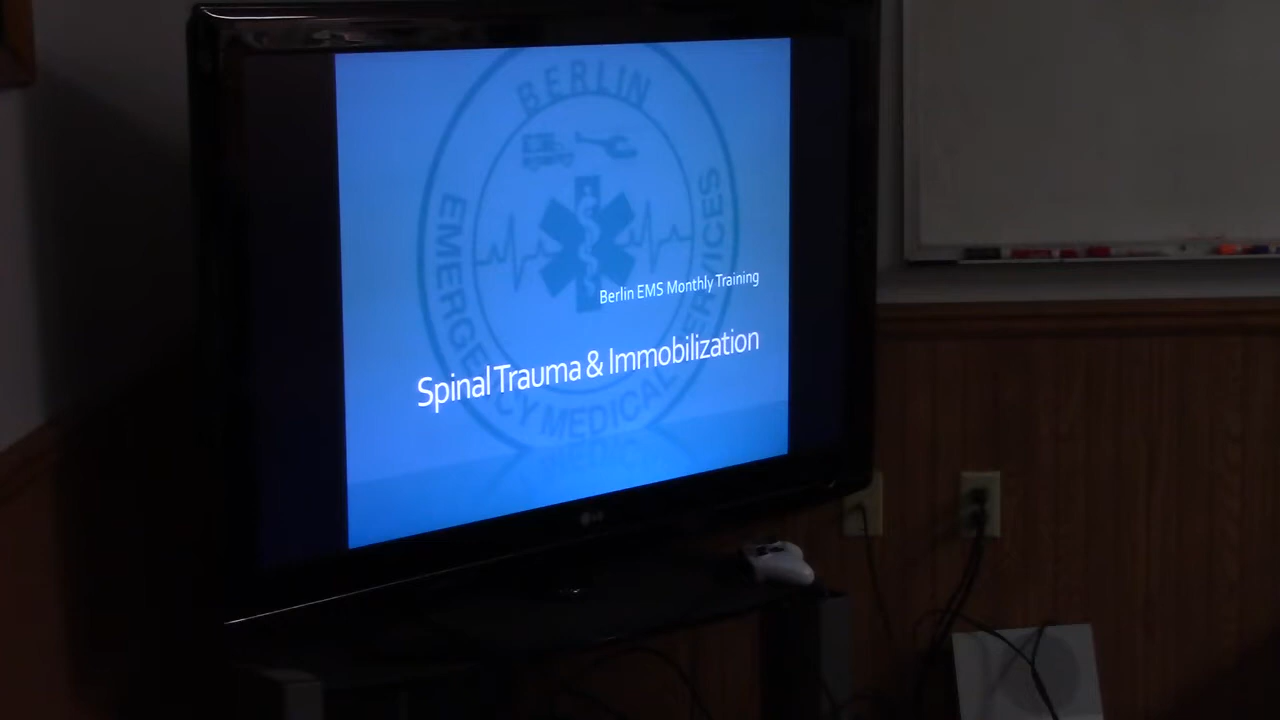 BERLIN
EMERGENCY MEDICAL SERVICES
Berlin EMS Monthly Training
Spinal Trauma & Immobilization
LG